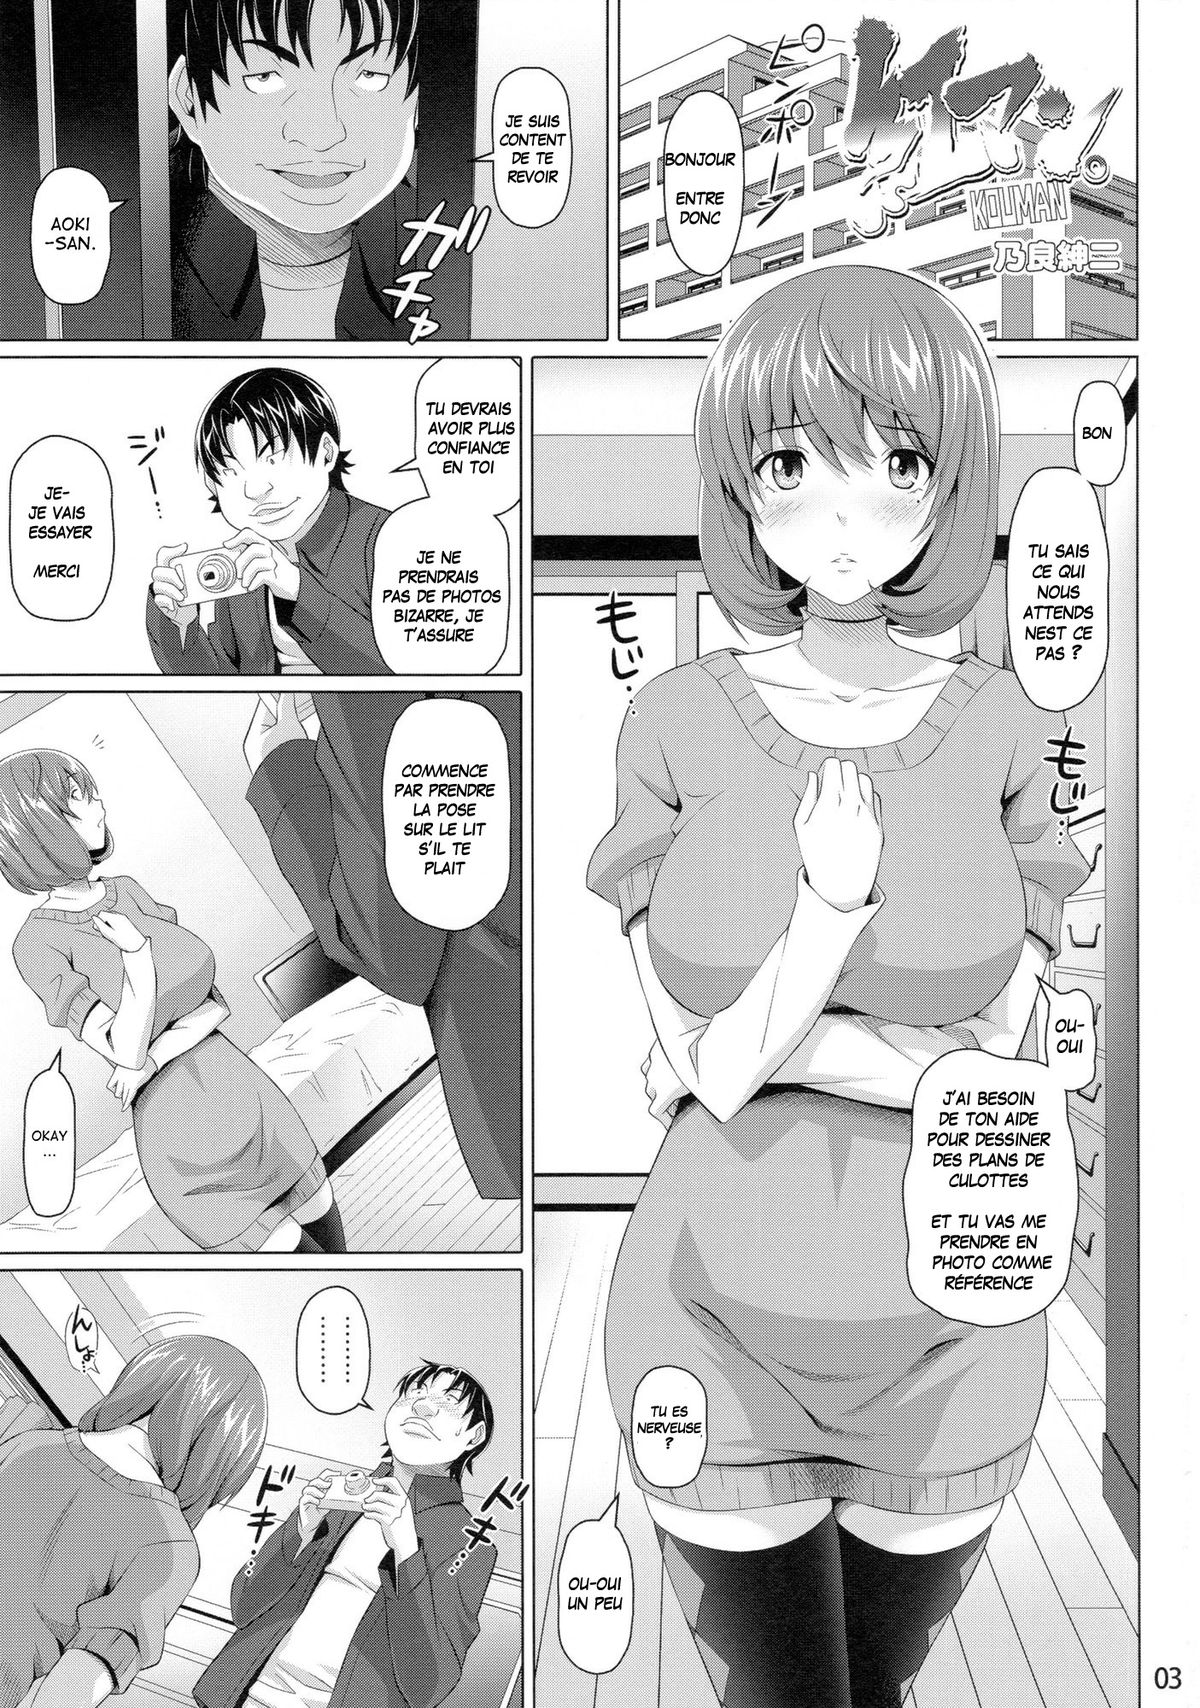 ピンポーン
KOUMAN
乃良紳二
BONJOUR
ENTRE
DONC
JE SUIS
CONTENT
DE TE
REVOIR
AOKI
-SAN.
ガチャ
BON
TU SAIS
CE QUI
NOUS
ATTENDS
NEST CE
PAS ?
もじ…
もじ…
OU-
OUI
J'AI BESOIN
DE TON AIDE
POUR DESSINER
DES PLANS DE
CULOTTES
ET TU VAS ME
PRENDRE EN
PHOTO COMME
RÉFÉRENCE
TU ES
NERVEUSE
?
OU-OUI
UN PEU
TU DEVRAIS
AVOIR PLUS
CONFIANCE
EN TOI
JE NE
PRENDRAIS
PAS DE PHOTOS
BIZARRE, JE
T'ASSURE
JE-
JE VAIS
ESSAYER
MERCI
COMMENCE
PAR PRENDRE
LA POSE
SUR LE LIT
S'IL TE
PLAIT
OKAY
...
んしょ…
ドキ
ドキ
03